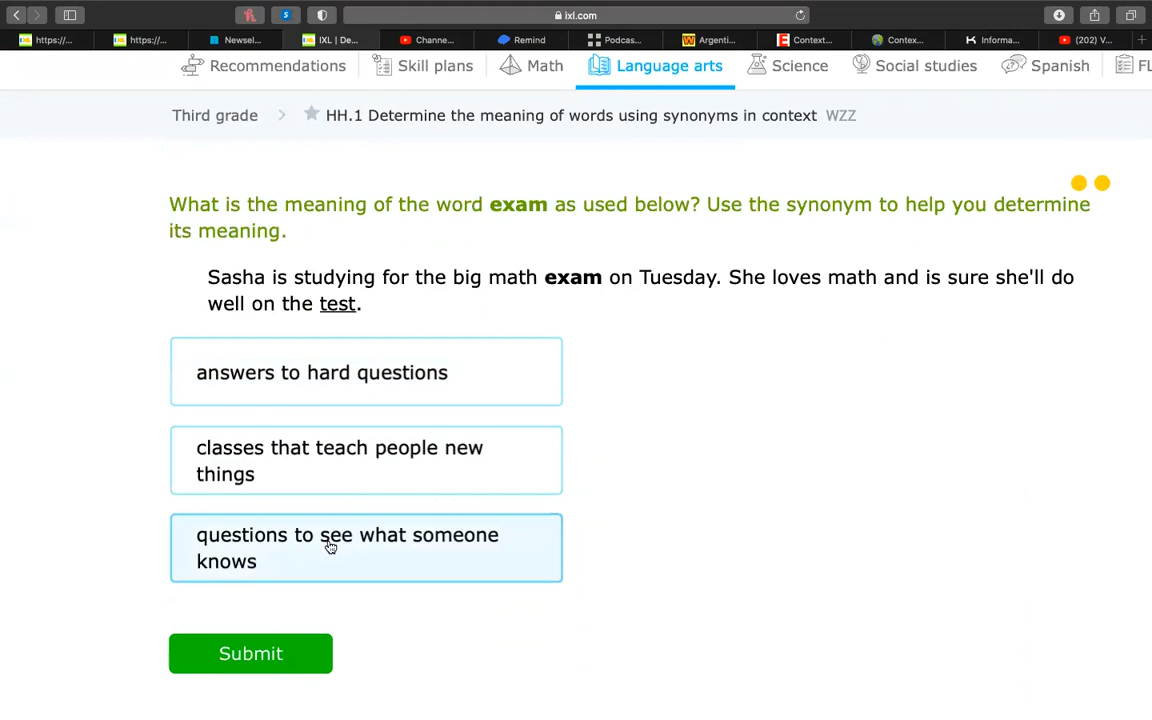 ixl.com
https://...
https://...
Newsel...
IXL | De...
Channe...
Remind
Podcas...
Argenti...
Context...
Contex...
Informa...
(202) V...
Recommendations
Skill plans
Math
Language arts
Science
Social studies
Spanish
FL
Third grade > HH.1 Determine the meaning of words using synonyms in context WZZ
What is the meaning of the word exam as used below? Use the synonym to help you determine
its meaning.
Sasha is studying for the big math exam on Tuesday. She loves math and is sure she'll do
well on the test.
answers to hard questions
classes that teach people new
things
questions to see what someone
knows
Submit